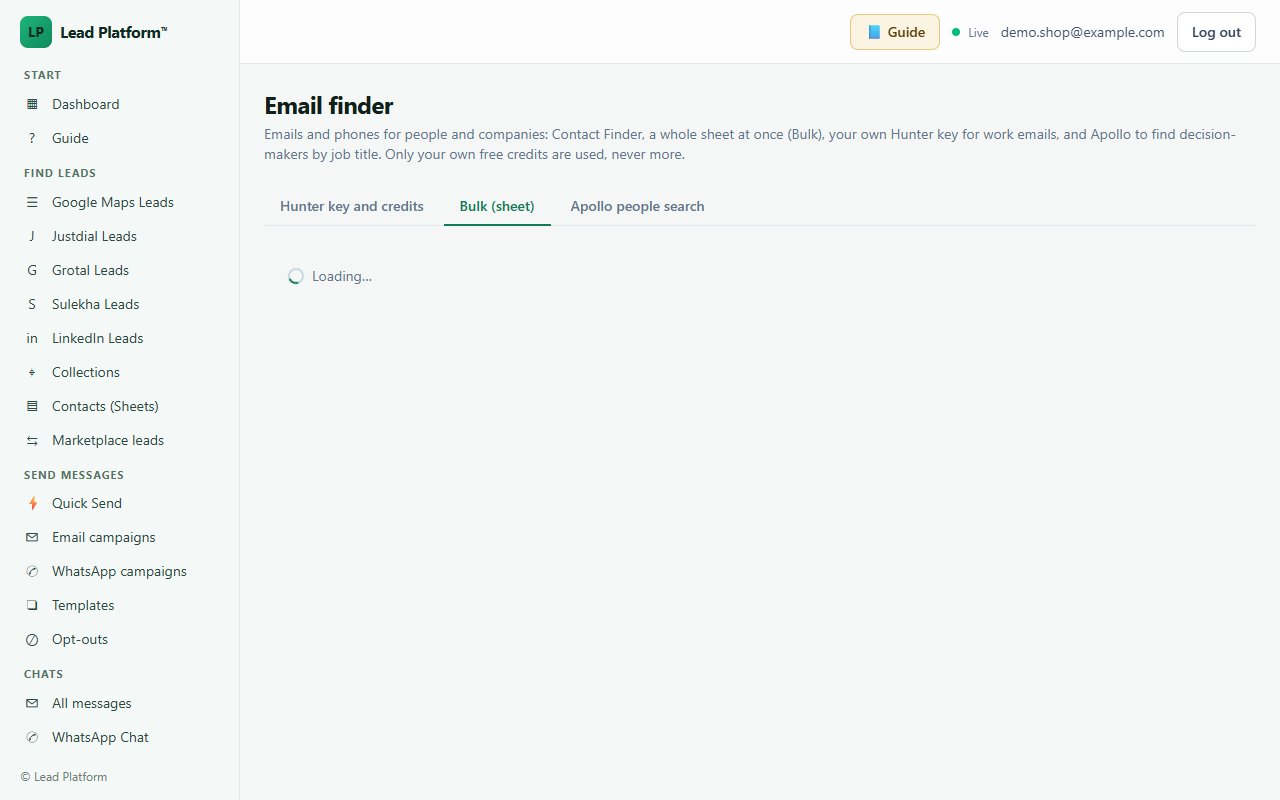 LP Lead Platform™
START
Dashboard
? Guide
FIND LEADS
Google Maps Leads
J Justdial Leads
G Grotal Leads
S Sulekha Leads
in LinkedIn Leads
Collections
Contacts (Sheets)
Marketplace leads
SEND MESSAGES
Quick Send
Email campaigns
WhatsApp campaigns
Templates
Opt-outs
CHATS
All messages
WhatsApp Chat
© Lead Platform
Guide Live demo.shop@example.com Log out
Email finder
Emails and phones for people and companies: Contact Finder, a whole sheet at once (Bulk), your own Hunter key for work emails, and Apollo to find decision-
makers by job title. Only your own free credits are used, never more.
Hunter key and credits Bulk (sheet) Apollo people search
Loading...